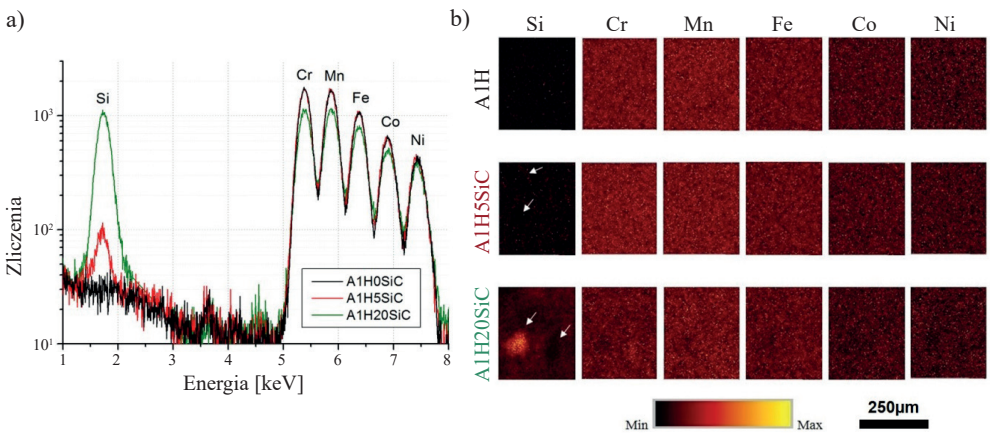 a)
Zliczenia
10³
10²
10¹
Si
Cr
Mn
Fe
Co
Ni
A1H0SiC
A1H5SiC
A1H20SiC
1 2 3 4 5 6 7 8
Energia [keV]
b)
Si Cr Mn Fe Co Ni
A1H
A1H5SiC
A1H20SiC
Min Max
250µm